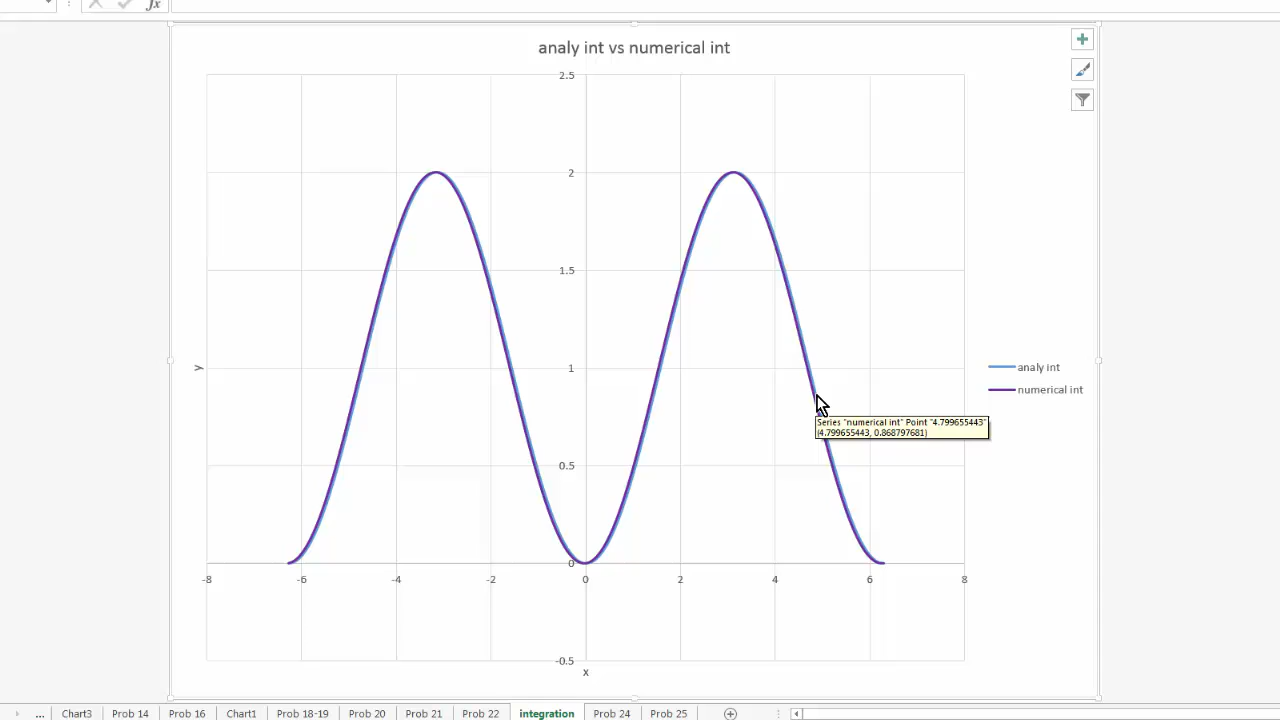 fx
analy int vs numerical int
2.5
2
1.5
1
0.5
0
-0.5
y
-8 -6 -4 -2 0 2 4 6 8
x
analy int
numerical int
Series "numerical int" Point "4.799655443"
(4.799655443, 0.868797681)
... Chart3 Prob 14 Prob 16 Chart1 Prob 18-19 Prob 20 Prob 21 Prob 22 integration Prob 24 Prob 25